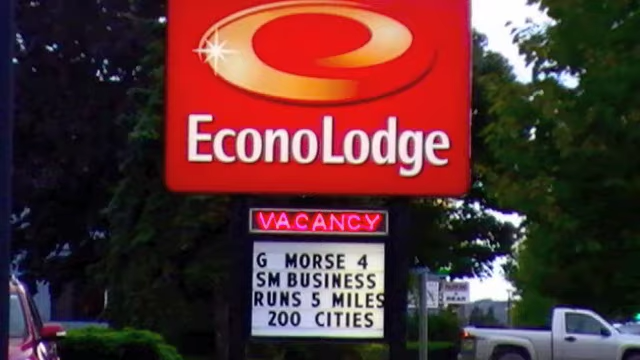 EconoLodge
VACANCY
G MORSE 4
SM BUSINESS
RUNS 5 MILES
200 CITIES